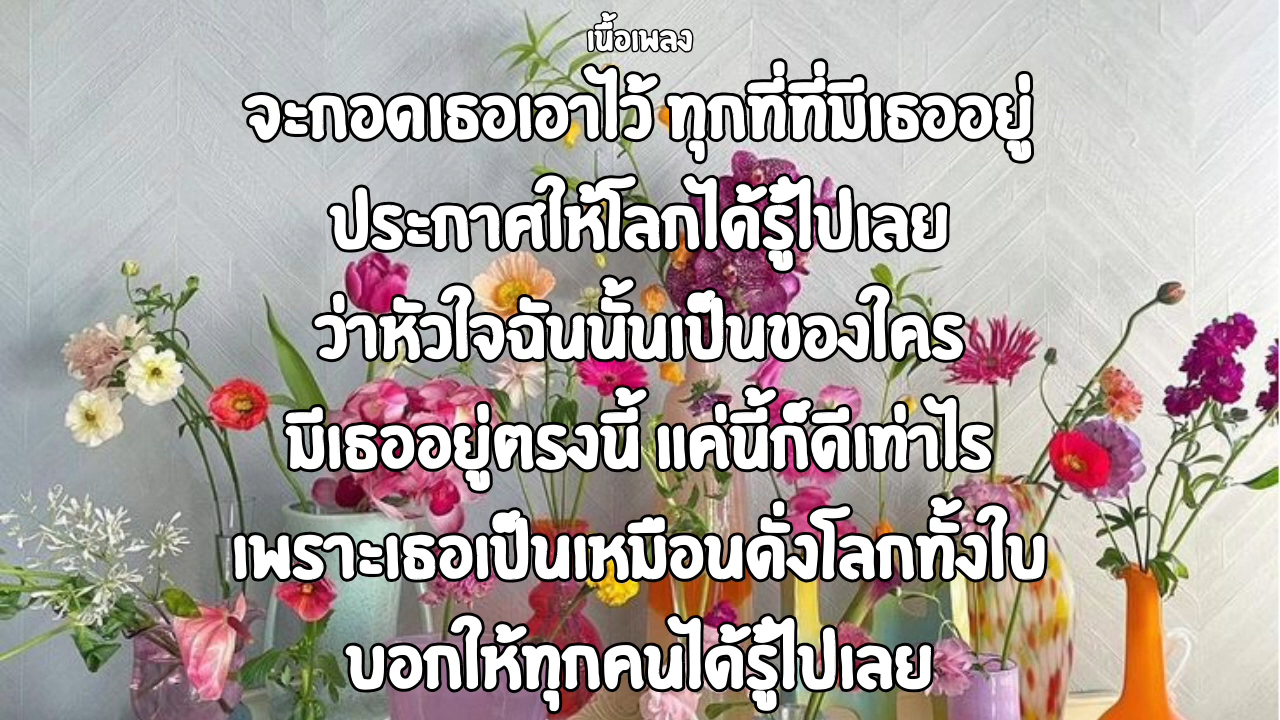 เนื้อเพลง
จะกอดเธอเอาไว้ ทุกที่ที่มีเธออยู่
ประกาศให้โลกได้รู้ไปเลย
ว่าหัวใจฉันนั้นเป็นของใคร
มีเธออยู่ตรงนี้ แค่นี้ก็ดีเท่าไร
เพราะเธอเป็นเหมือนดั่งโลกทั้งใบ
บอกให้ทุกคนได้รู้ไปเลย